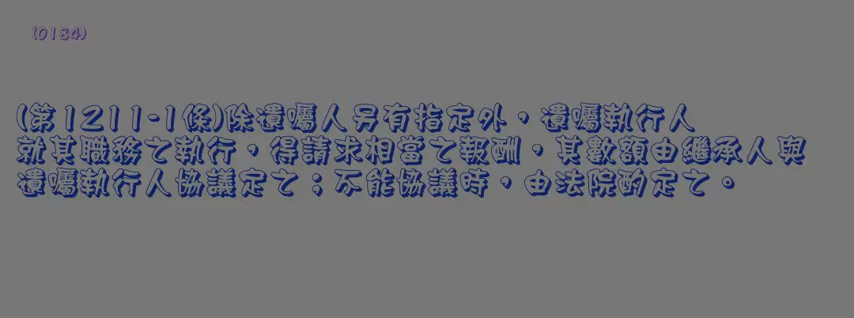 (0184)
(第1211-1條)除遺囑人另有指定外，遺囑執行人
就其職務之執行，得請求相當之報酬，其數額由繼承人與
遺囑執行人協議定之；不能協議時，由法院酌定之。